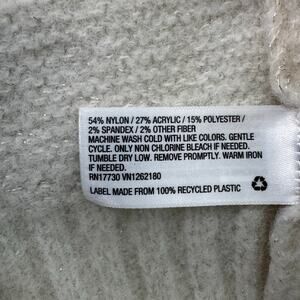 54% NYLON / 27% ACRYLIC / 15% POLYESTER /
2% SPANDEX / 2% OTHER FIBER
MACHINE WASH COLD WITH LIKE COLORS. GENTLE
CYCLE. ONLY NON CHLORINE BLEACH IF NEEDED.
TUMBLE DRY LOW. REMOVE PROMPTLY. WARM IRON
IF NEEDED.
RN17730 VN1262180
LABEL MADE FROM 100% RECYCLED PLASTIC